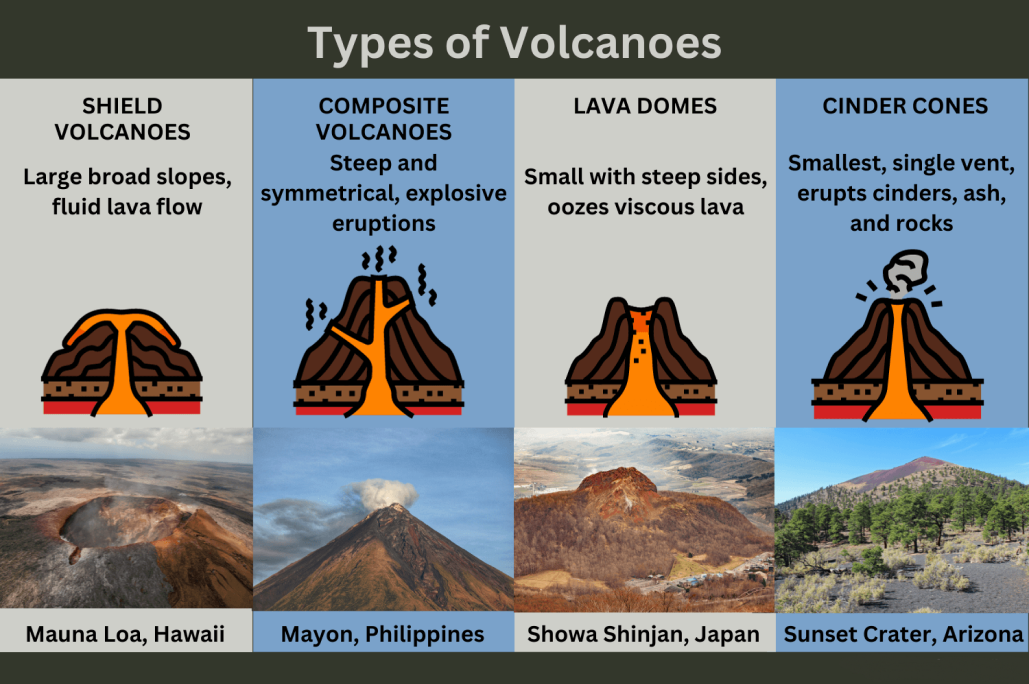 Types of Volcanoes
SHIELD
VOLCANOES
Large broad slopes,
fluid lava flow
Mauna Loa, Hawaii
COMPOSITE
VOLCANOES
Steep and
symmetrical, explosive
eruptions
Mayon, Philippines
LAVA DOMES
Small with steep sides,
oozes viscous lava
Showa Shinjan, Japan
CINDER CONES
Smallest, single vent,
erupts cinders, ash,
and rocks
Sunset Crater, Arizona